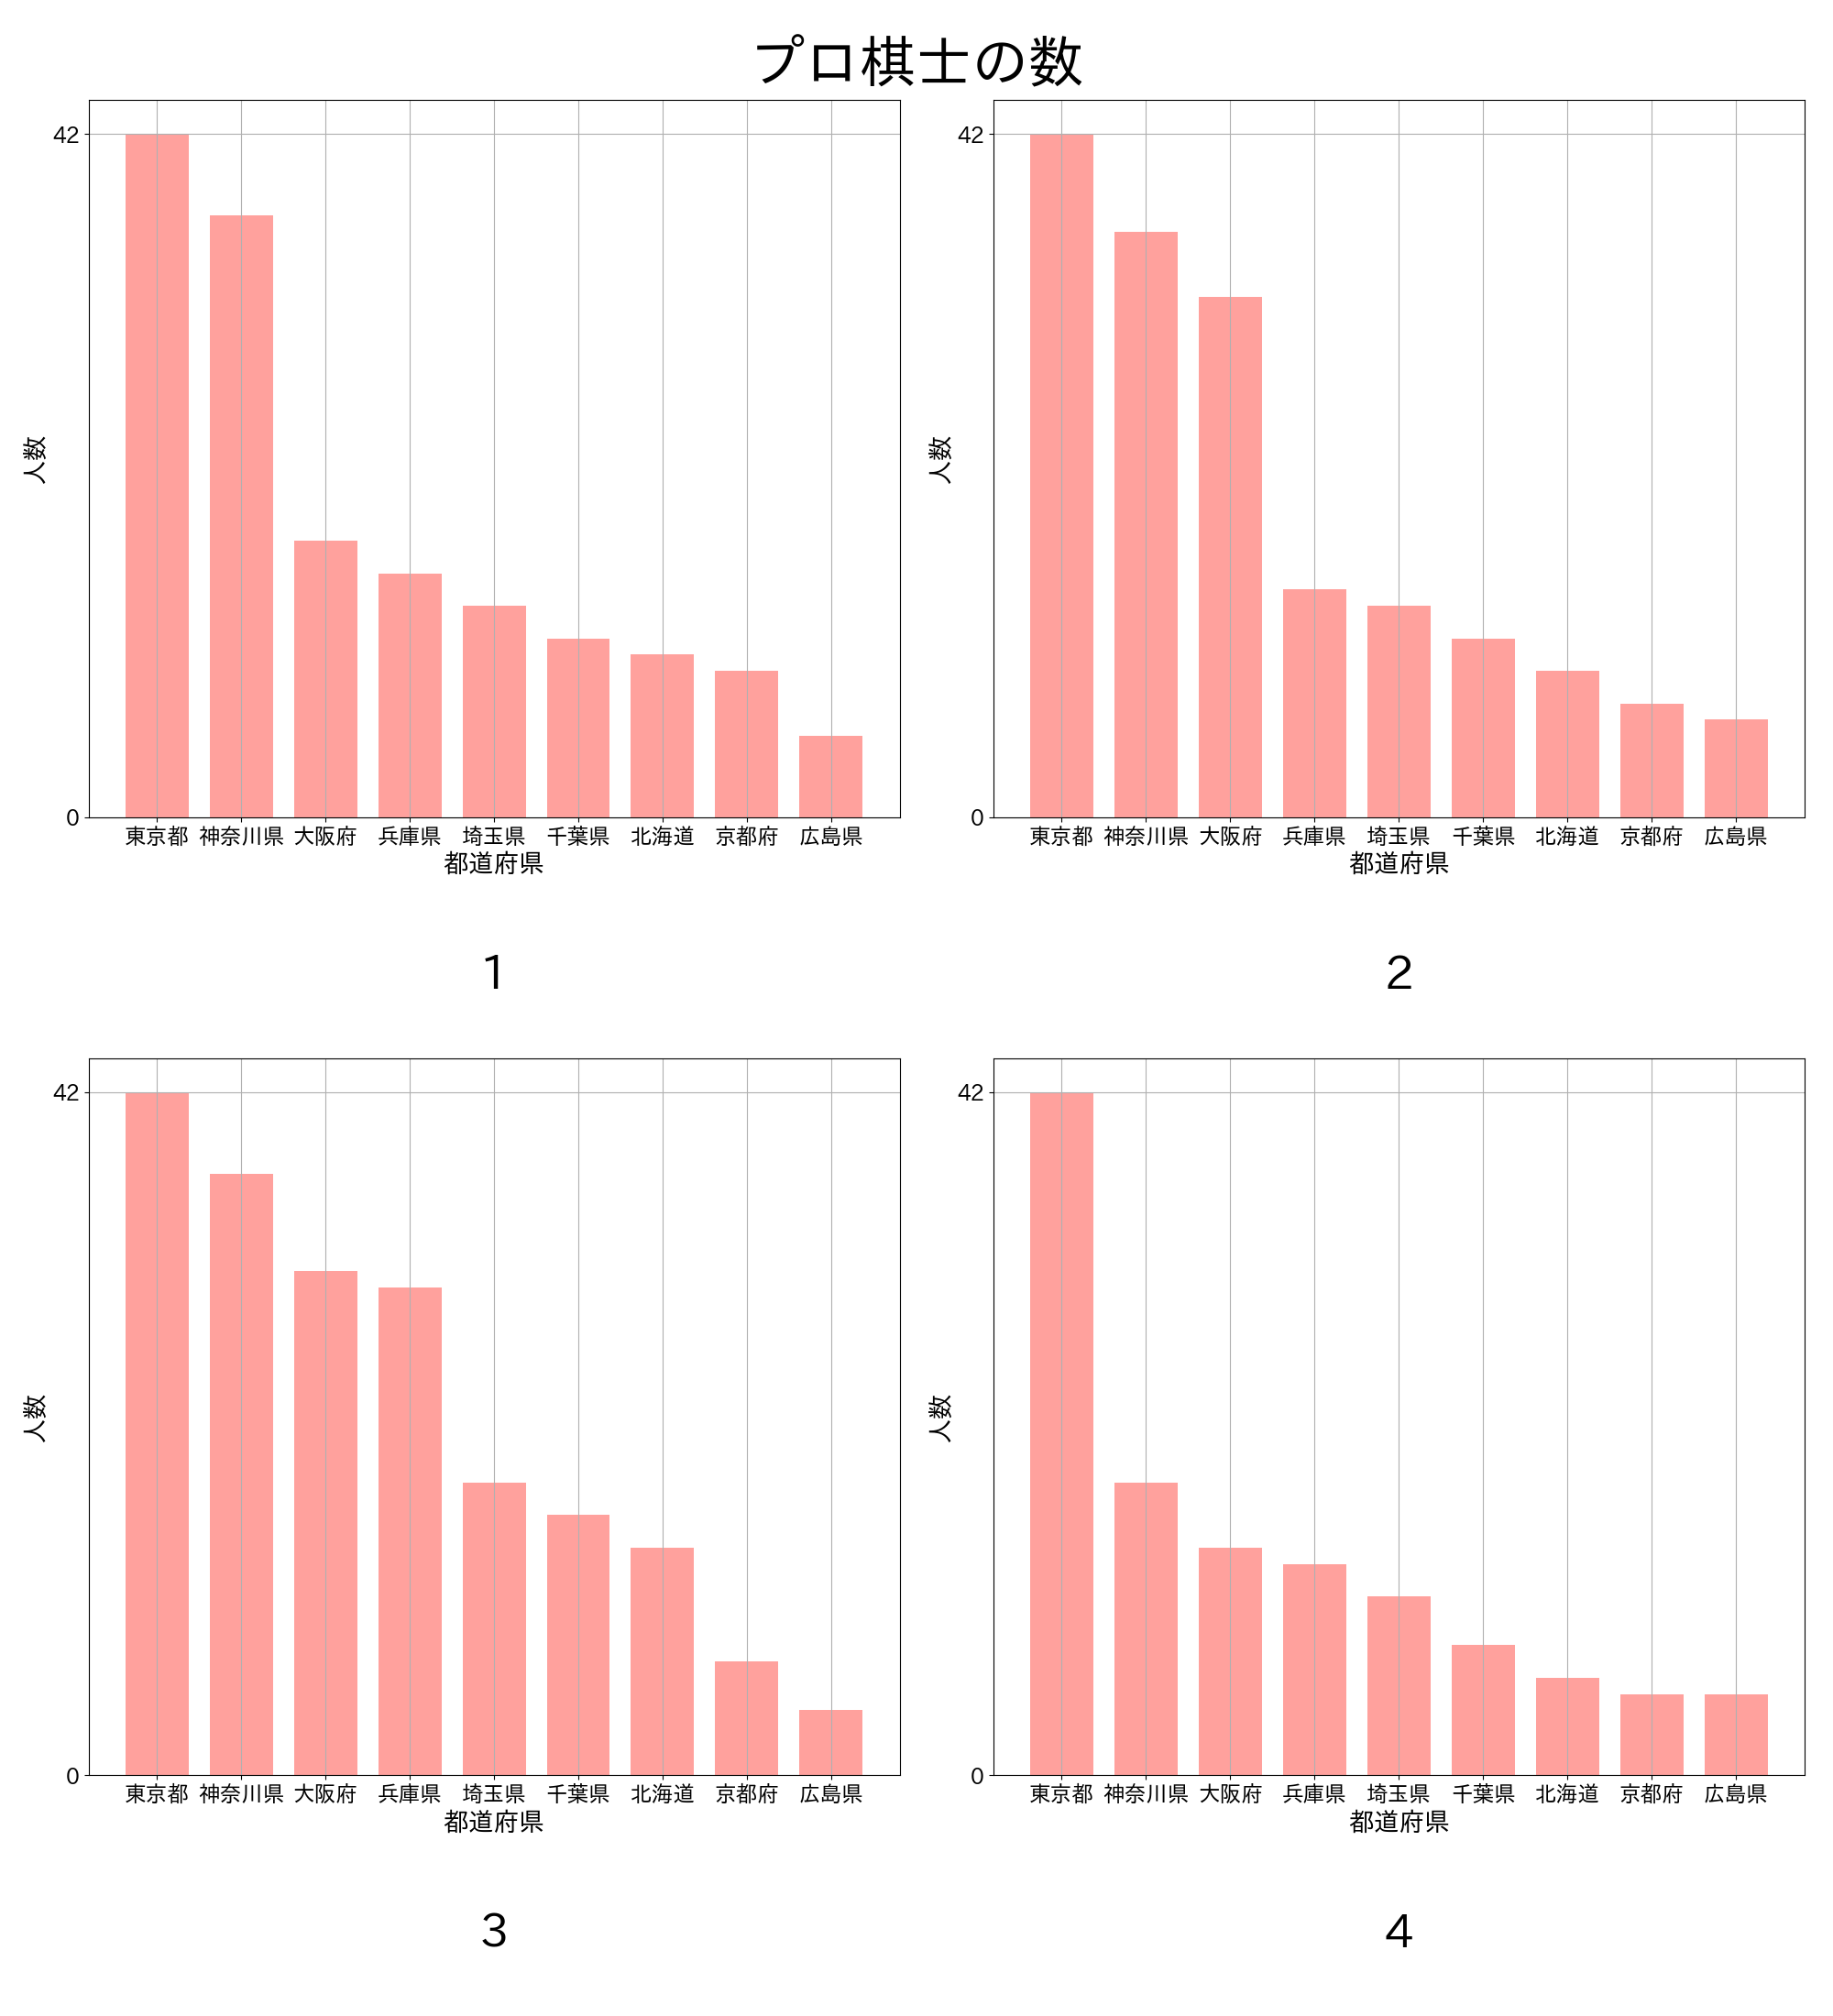 プロ棋士の数
42
0
人数
東京都 神奈川県 大阪府 兵庫県 埼玉県 千葉県 北海道 京都府 広島県
都道府県
1
42
0
人数
東京都 神奈川県 大阪府 兵庫県 埼玉県 千葉県 北海道 京都府 広島県
都道府県
2
42
0
人数
東京都 神奈川県 大阪府 兵庫県 埼玉県 千葉県 北海道 京都府 広島県
都道府県
3
42
0
人数
東京都 神奈川県 大阪府 兵庫県 埼玉県 千葉県 北海道 京都府 広島県
都道府県
4